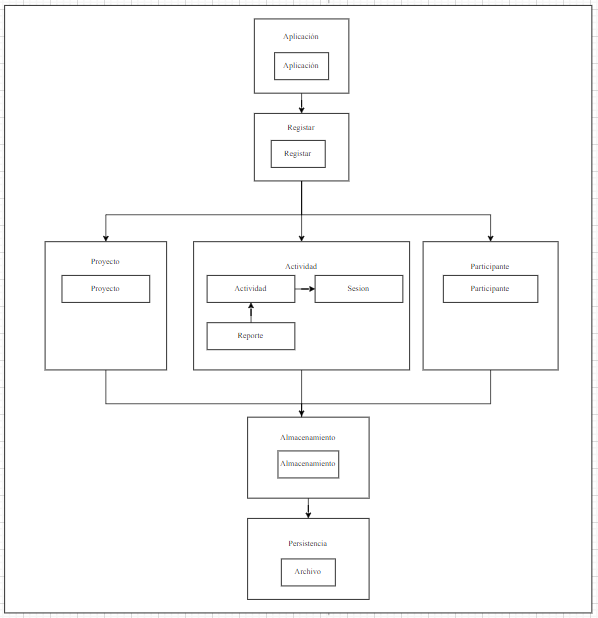 Aplicación
Aplicación
Registar
Registar
Proyecto
Proyecto
Actividad
Actividad
Sesion
Reporte
Participante
Participante
Almacenamiento
Almacenamiento
Persistencia
Archivo